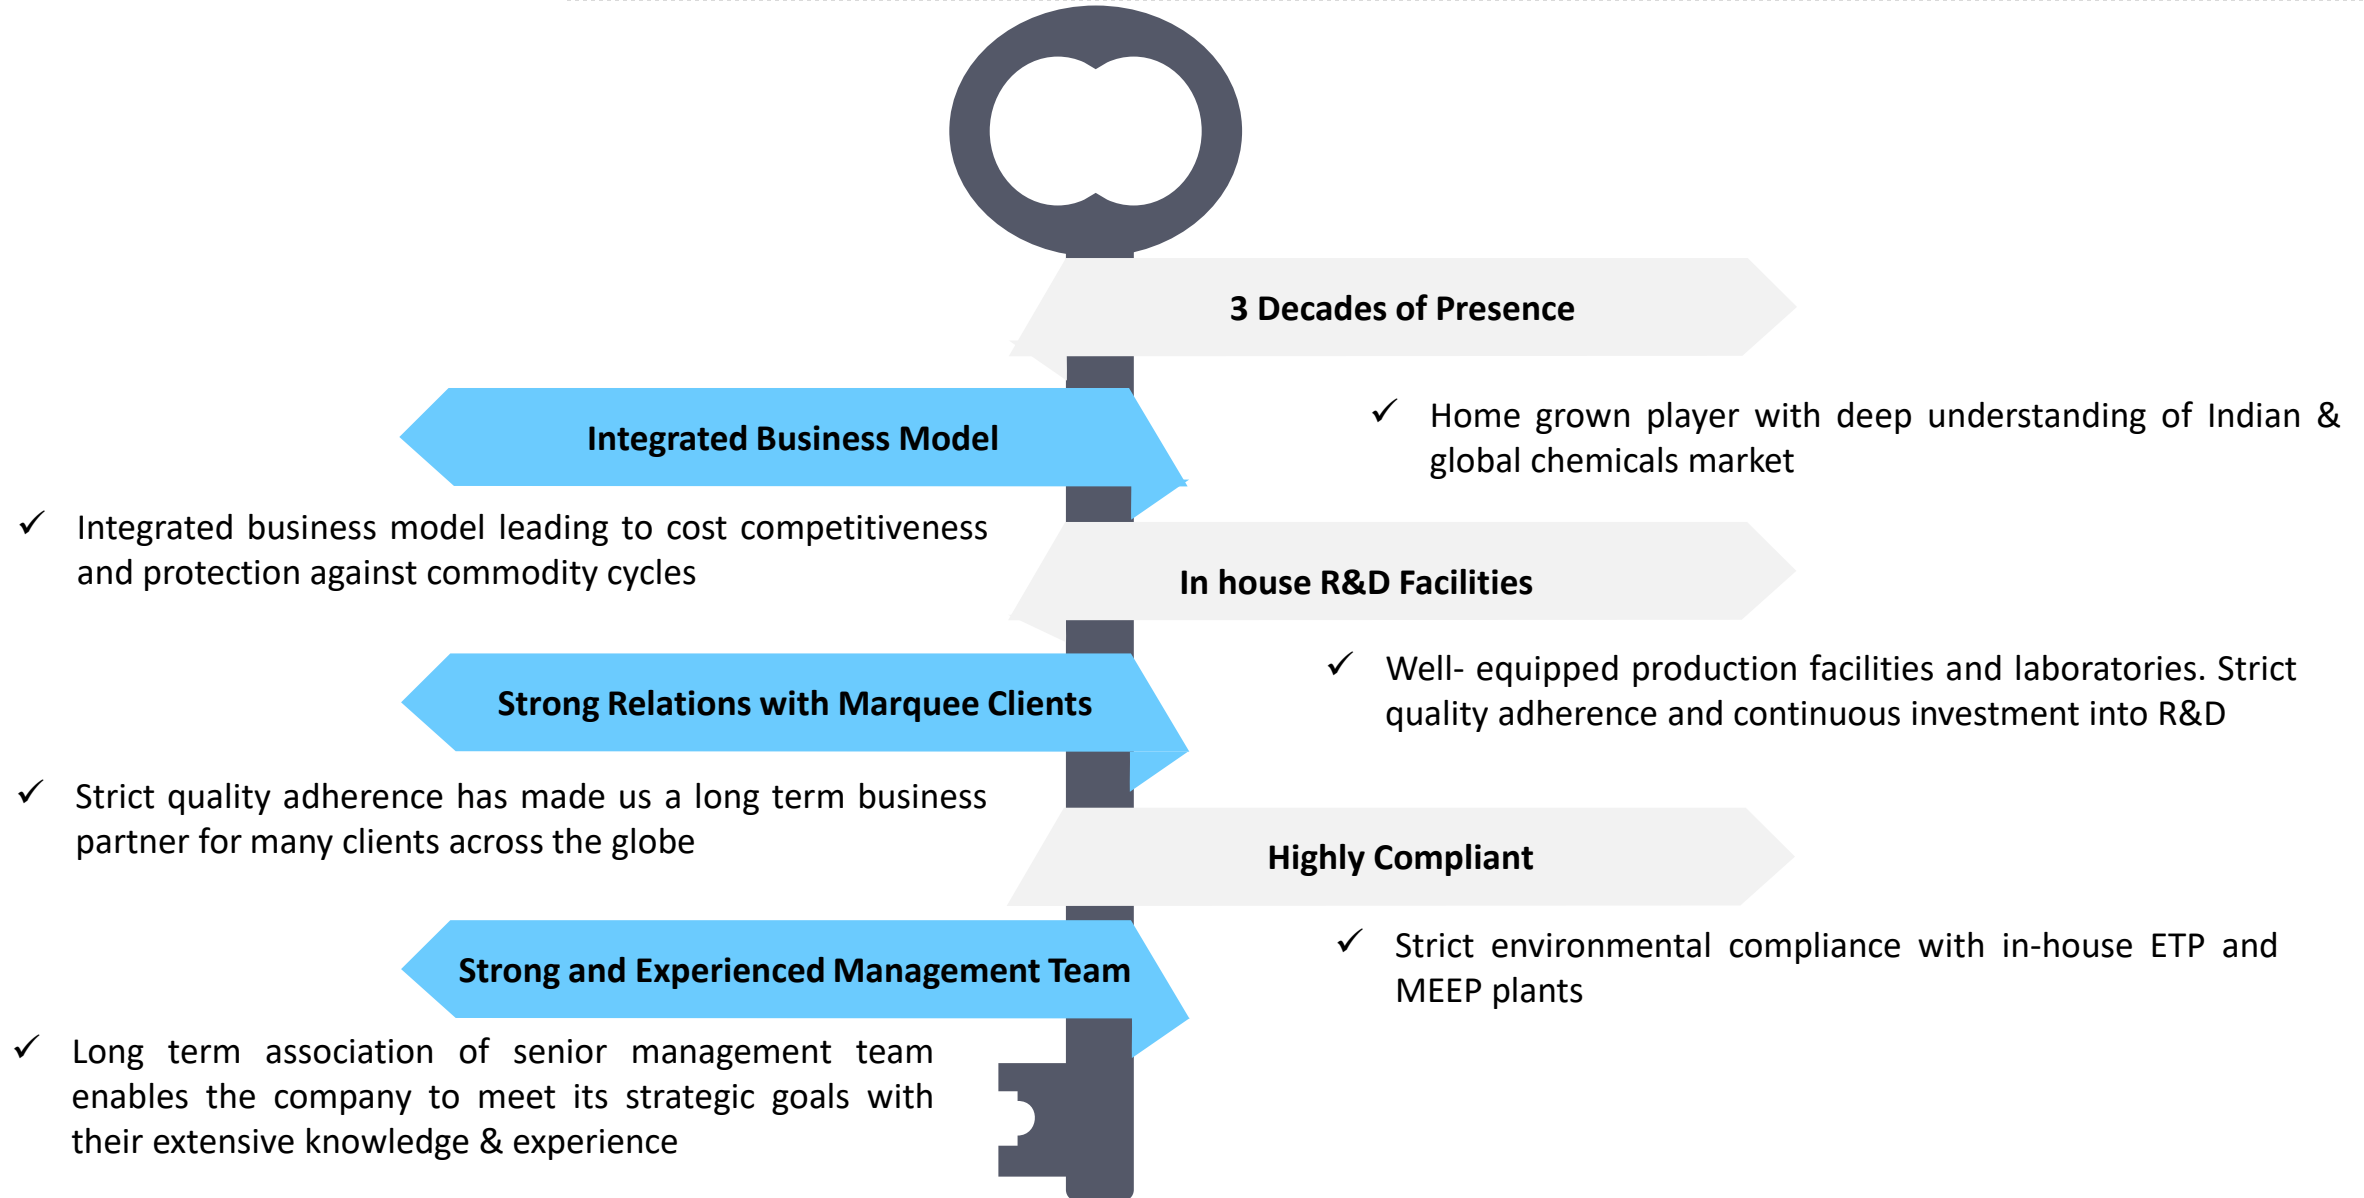 3 Decades of Presence
✓ Home grown player with deep understanding of Indian &
global chemicals market
Integrated Business Model
✓ Integrated business model leading to cost competitiveness
and protection against commodity cycles
In house R&D Facilities
✓ Well- equipped production facilities and laboratories. Strict
quality adherence and continuous investment into R&D
Strong Relations with Marquee Clients
✓ Strict quality adherence has made us a long term business
partner for many clients across the globe
Highly Compliant
✓ Strict environmental compliance with in-house ETP and
MEEP plants
Strong and Experienced Management Team
✓ Long term association of senior management team
enables the company to meet its strategic goals with
their extensive knowledge & experience